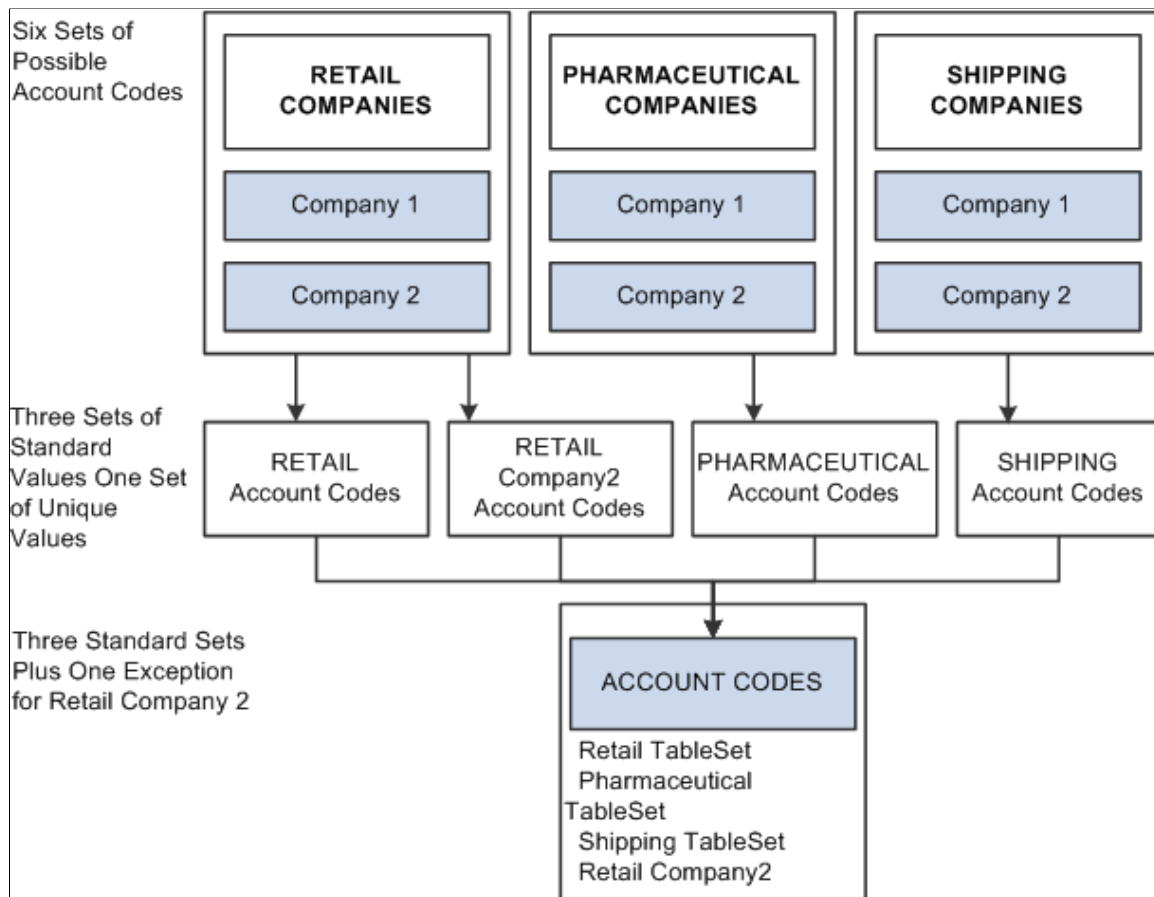 Six Sets of
Possible
Account Codes
RETAIL
COMPANIES
Company 1
Company 2
PHARMACEUTICAL
COMPANIES
Company 1
Company 2
SHIPPING
COMPANIES
Company 1
Company 2
Three Sets of
Standard
Values One Set
of Unique
Values
RETAIL
Account Codes
RETAIL
Company2
Account Codes
PHARMACEUTICAL
Account Codes
SHIPPING
Account Codes
Three Standard Sets
Plus One Exception
for Retail Company 2
ACCOUNT CODES
Retail TableSet
Pharmaceutical
TableSet
Shipping TableSet
Retail Company2